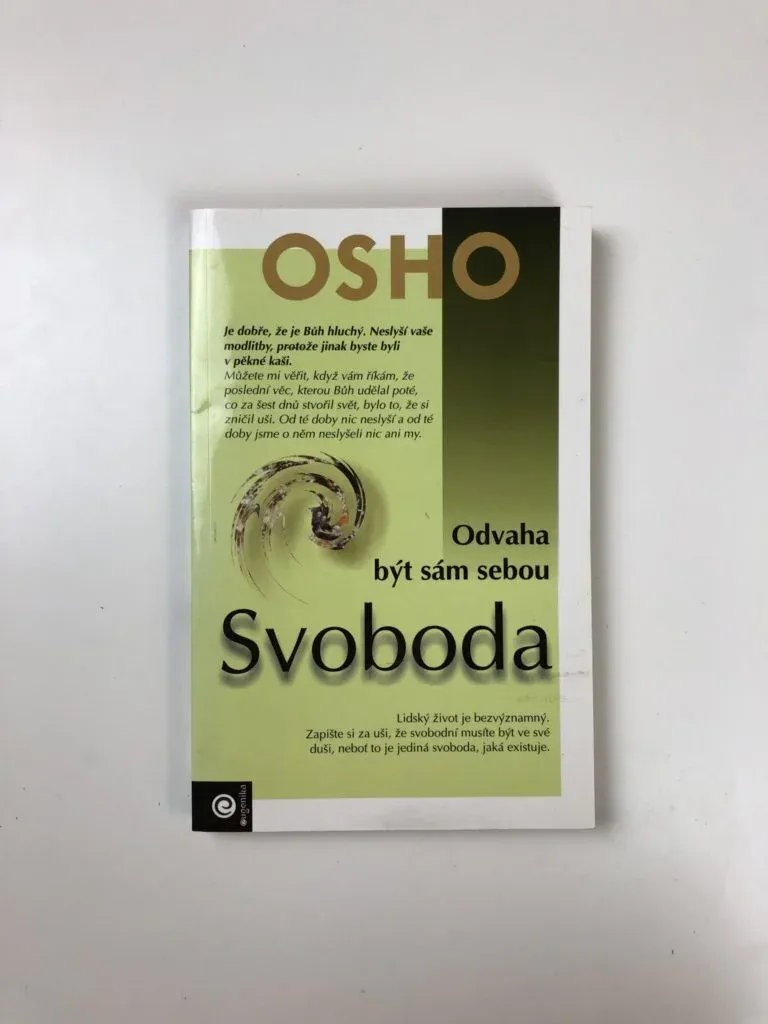 OSHO
Je dobře, že je Bůh hluchý. Neslyší vaše
modlitby, protože jinak byste byli
v pěkné kaši.
Můžete mi věřit, když vám říkám, že
poslední věc, kterou Bůh udělal poté,
co za šest dnů stvořil svět, bylo to, že si
zničil uši. Od té doby nic neslyší a od té
doby jsme o něm neslyšeli nic ani my.
Odvaha
být sám sebou
Svoboda
Lidský život je bezvýznamný.
Zapište si za uši, že svobodní musíte být ve své
duši, neboť to je jediná svoboda, jaká existuje.
eugenika